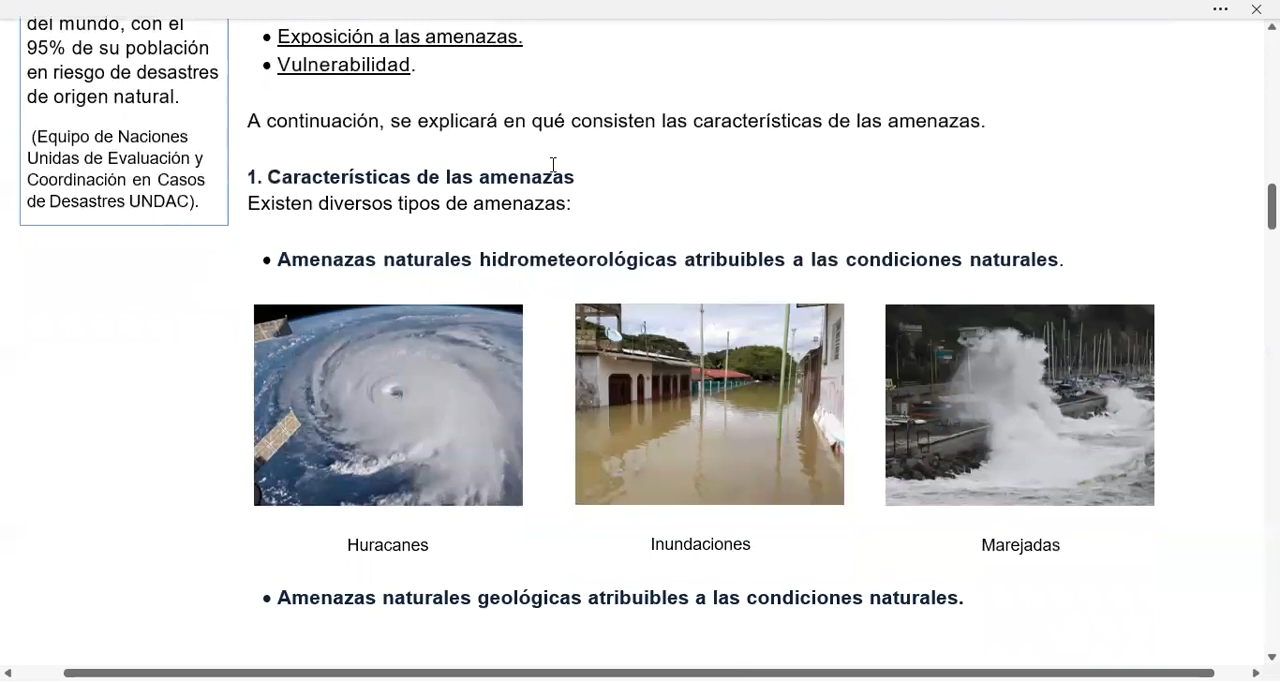 del mundo, con el
95% de su población
en riesgo de desastres
de origen natural.
(Equipo de Naciones
Unidas de Evaluación y
Coordinación en Casos
de Desastres UNDAC).
• Exposición a las amenazas.
• Vulnerabilidad.
A continuación, se explicará en qué consisten las características de las amenazas.
1. Características de las amenazas
Existen diversos tipos de amenazas:
• Amenazas naturales hidrometeorológicas atribuibles a las condiciones naturales.
Huracanes
Inundaciones
Marejadas
• Amenazas naturales geológicas atribuibles a las condiciones naturales.